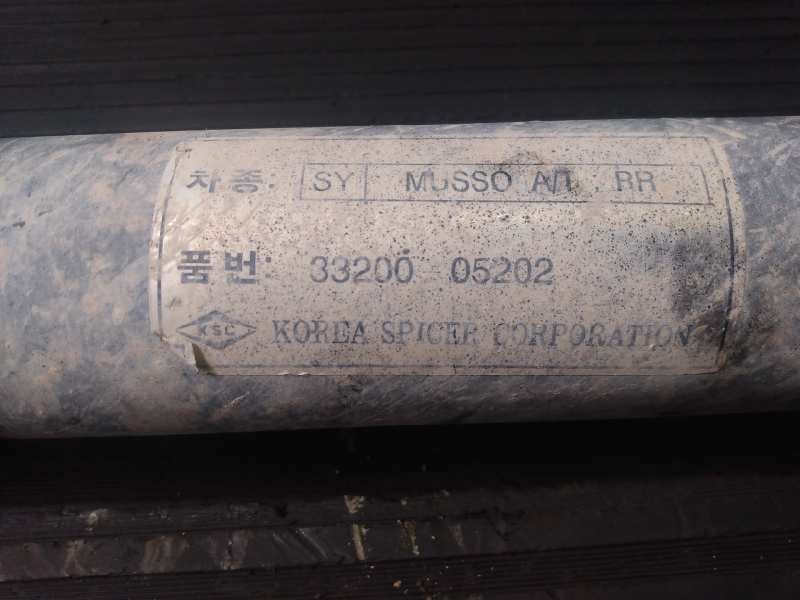 차종: SY MUSSO A/T, RR
품번: 33200 05202
KSC KOREA SPICER CORPORATION